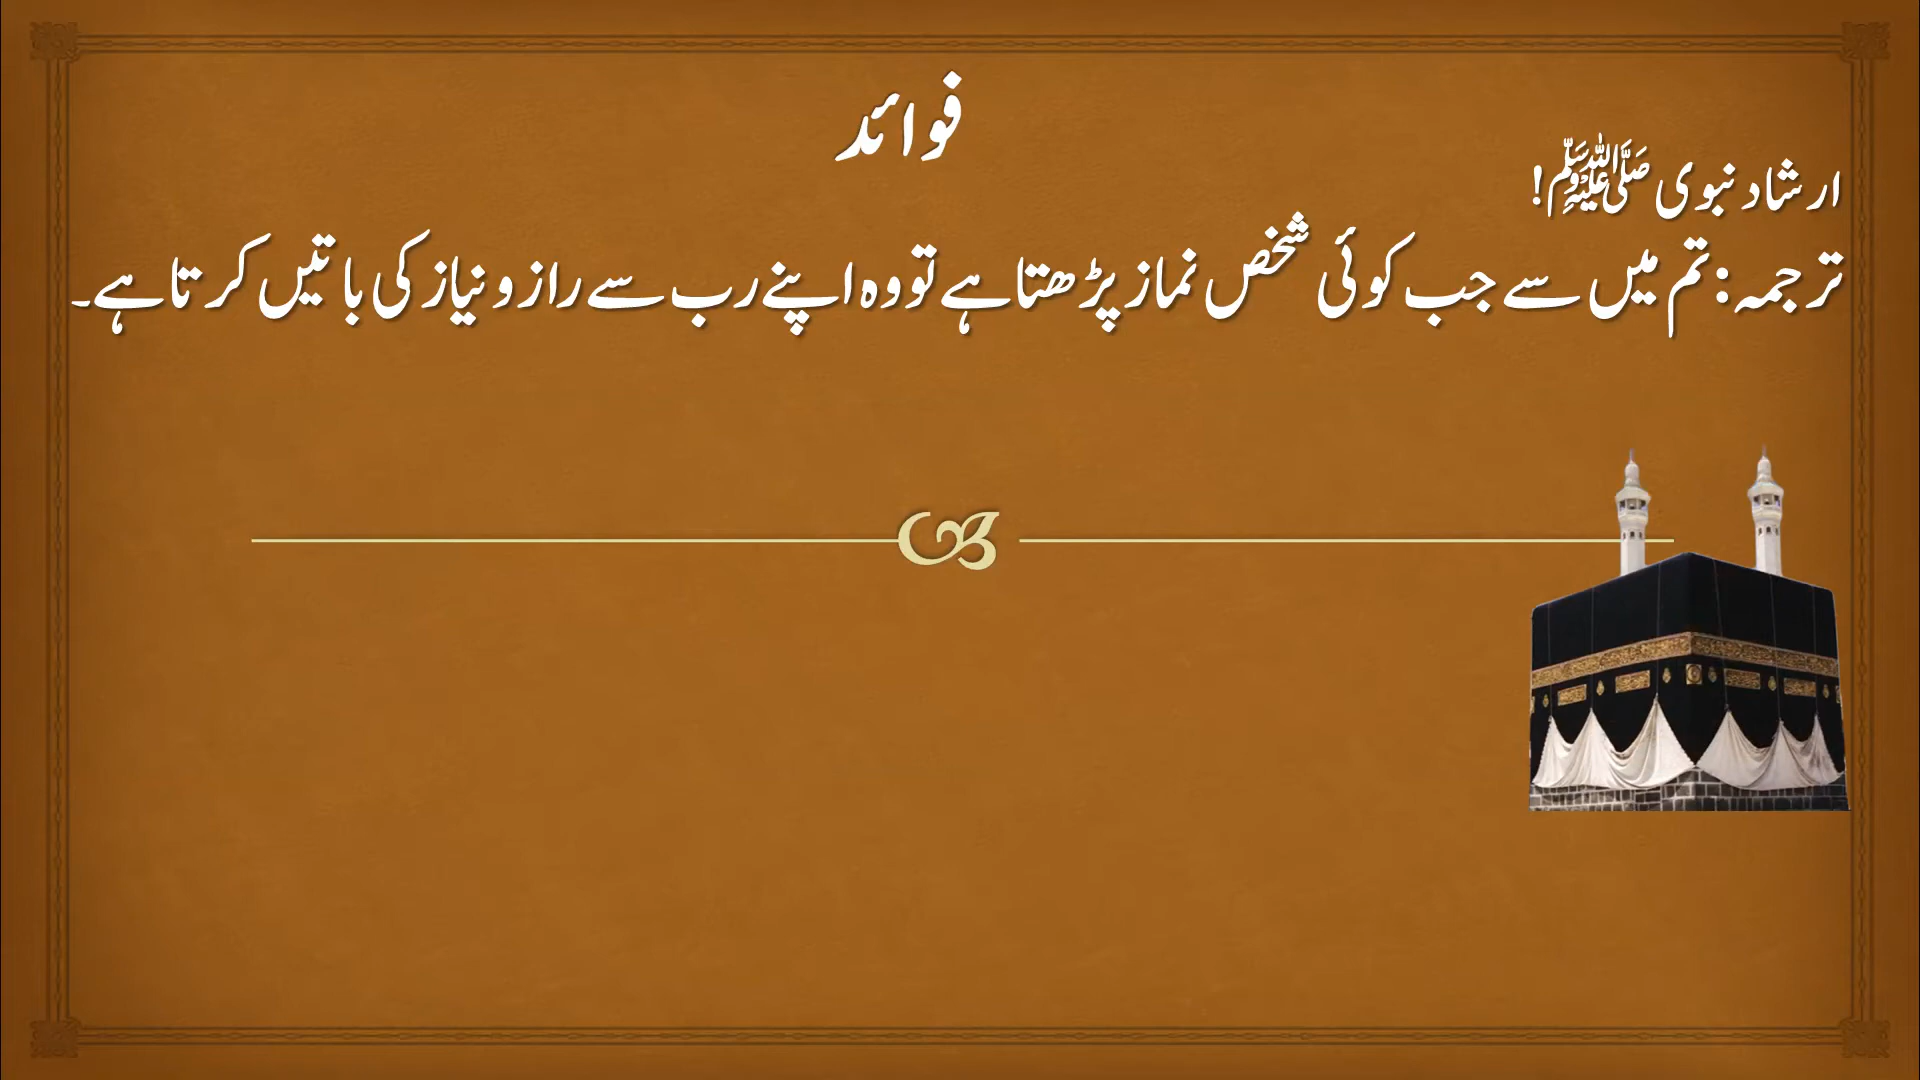 فوائد
ارشاد نبوی ﷺ!
ترجمہ: تم میں سے جب کوئی شخص نماز پڑھتا ہے تو وہ اپنے رب سے راز و نیاز کی باتیں کرتا ہے۔